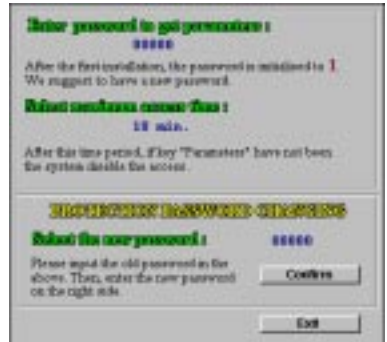 Enter password to get parameters :
00000
After the first installation, the password is initialised to 1
We suggest to have a new password.
Select maximum access time :
10 min.
After this time period, if key "Parameters" have not been
the system disable the access.
PROTECTION PASSWORD CHANGING
Select the new password :
00000
Please input the old password in the
above. Then, enter the new password
on the right side.
Confirm
Exit